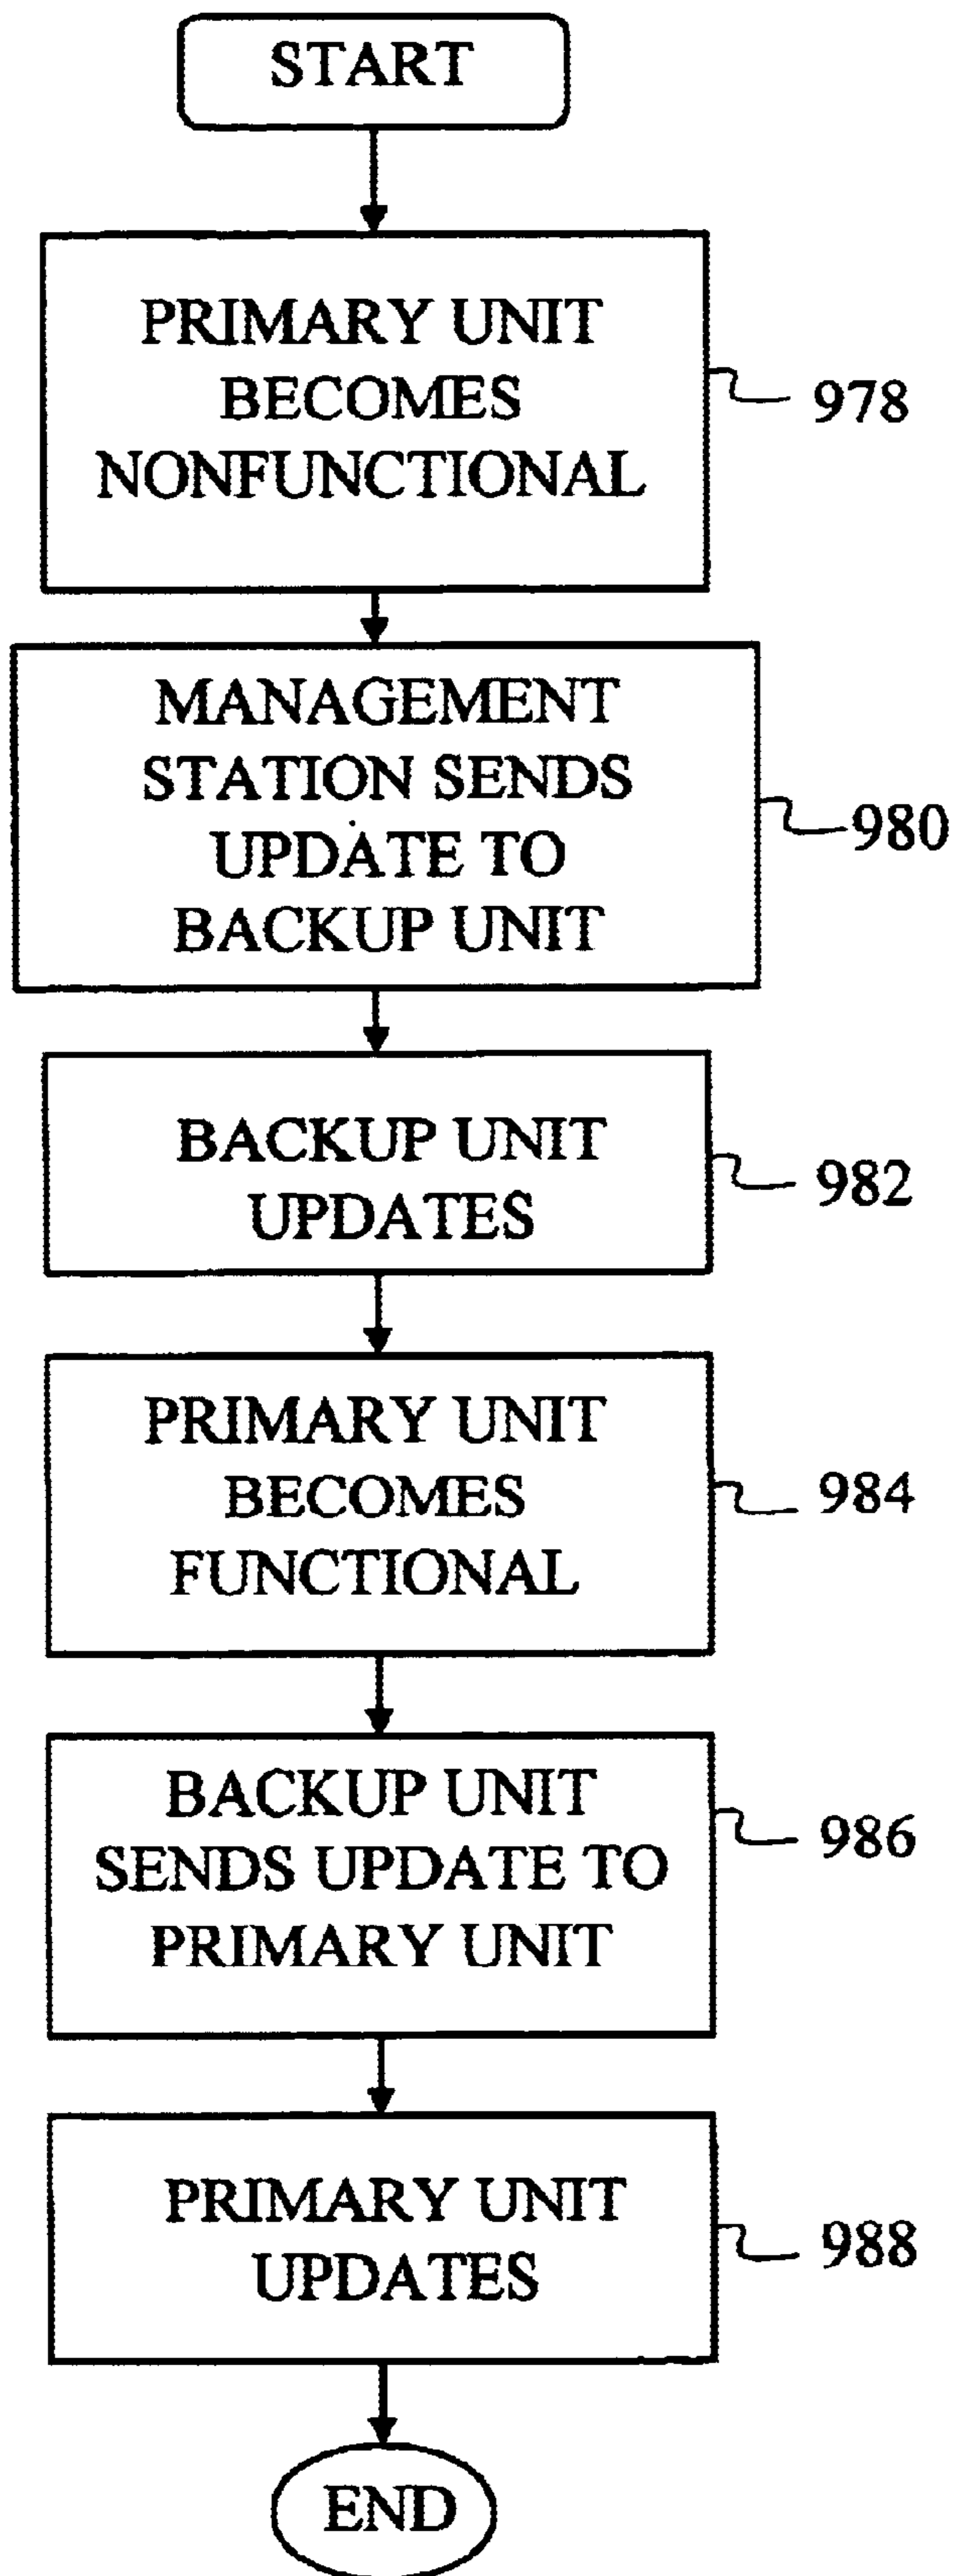 START
PRIMARY UNIT
BECOMES
NONFUNCTIONAL
978
MANAGEMENT
STATION SENDS
UPDATE TO
BACKUP UNIT
980
BACKUP UNIT
UPDATES
982
PRIMARY UNIT
BECOMES
FUNCTIONAL
984
BACKUP UNIT
SENDS UPDATE TO
PRIMARY UNIT
986
PRIMARY UNIT
UPDATES
988
END